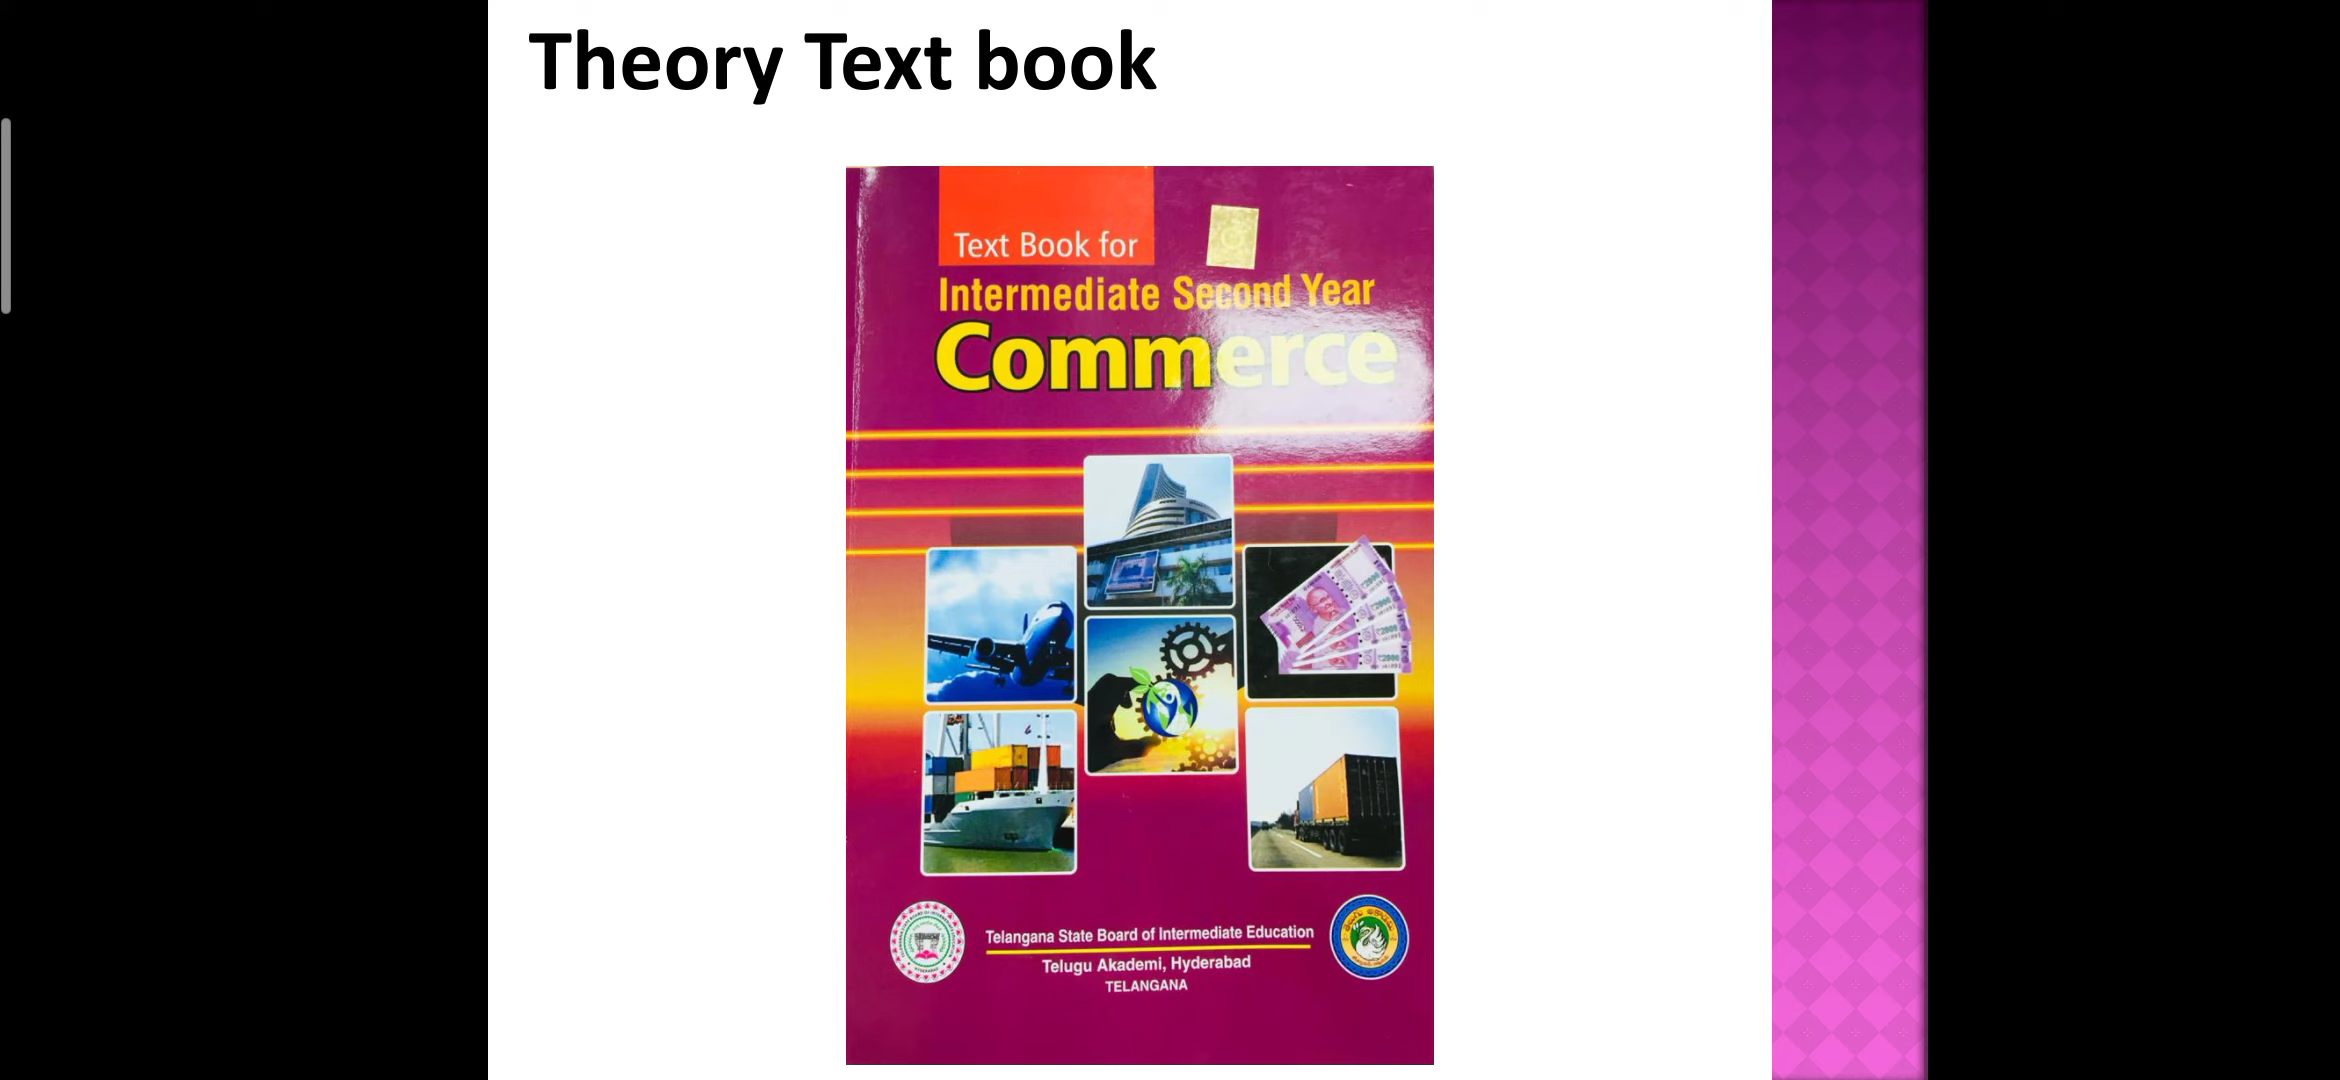 Theory Text book
Text Book for
Intermediate Second Year
Commerce
Telangana State Board of Intermediate Education
Telugu Akademi, Hyderabad
TELANGANA